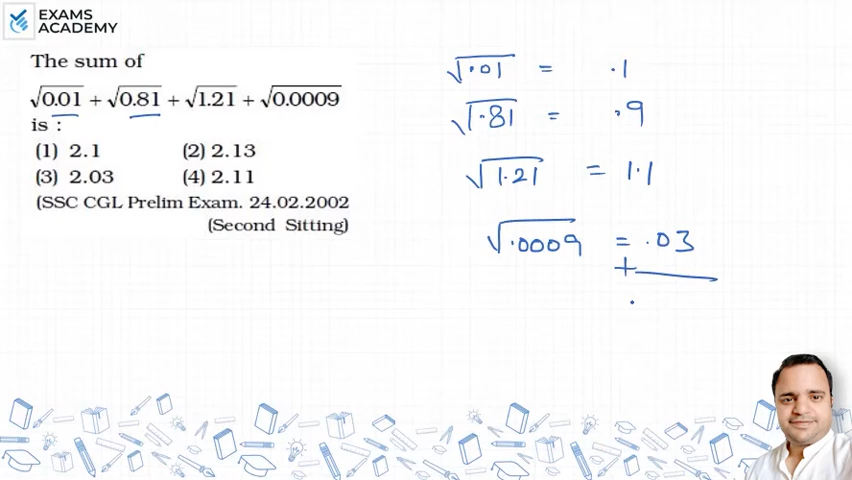 EXAMS
ACADEMY
The sum of
√0.01 + √0.81 + √1.21 + √0.0009
is :
(1) 2.1 (2) 2.13
(3) 2.03 (4) 2.11
(SSC CGL Prelim Exam. 24.02.2002
(Second Sitting)
√.01 = .1
√.81 = .9
√1.21 = 1.1
√.0009 = .03
+
.